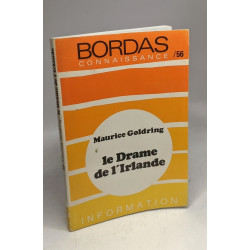 BORDAS
CONNAISSANCE /56
Maurice Goldring
le Drame
de l'Irlande
INFORMATION